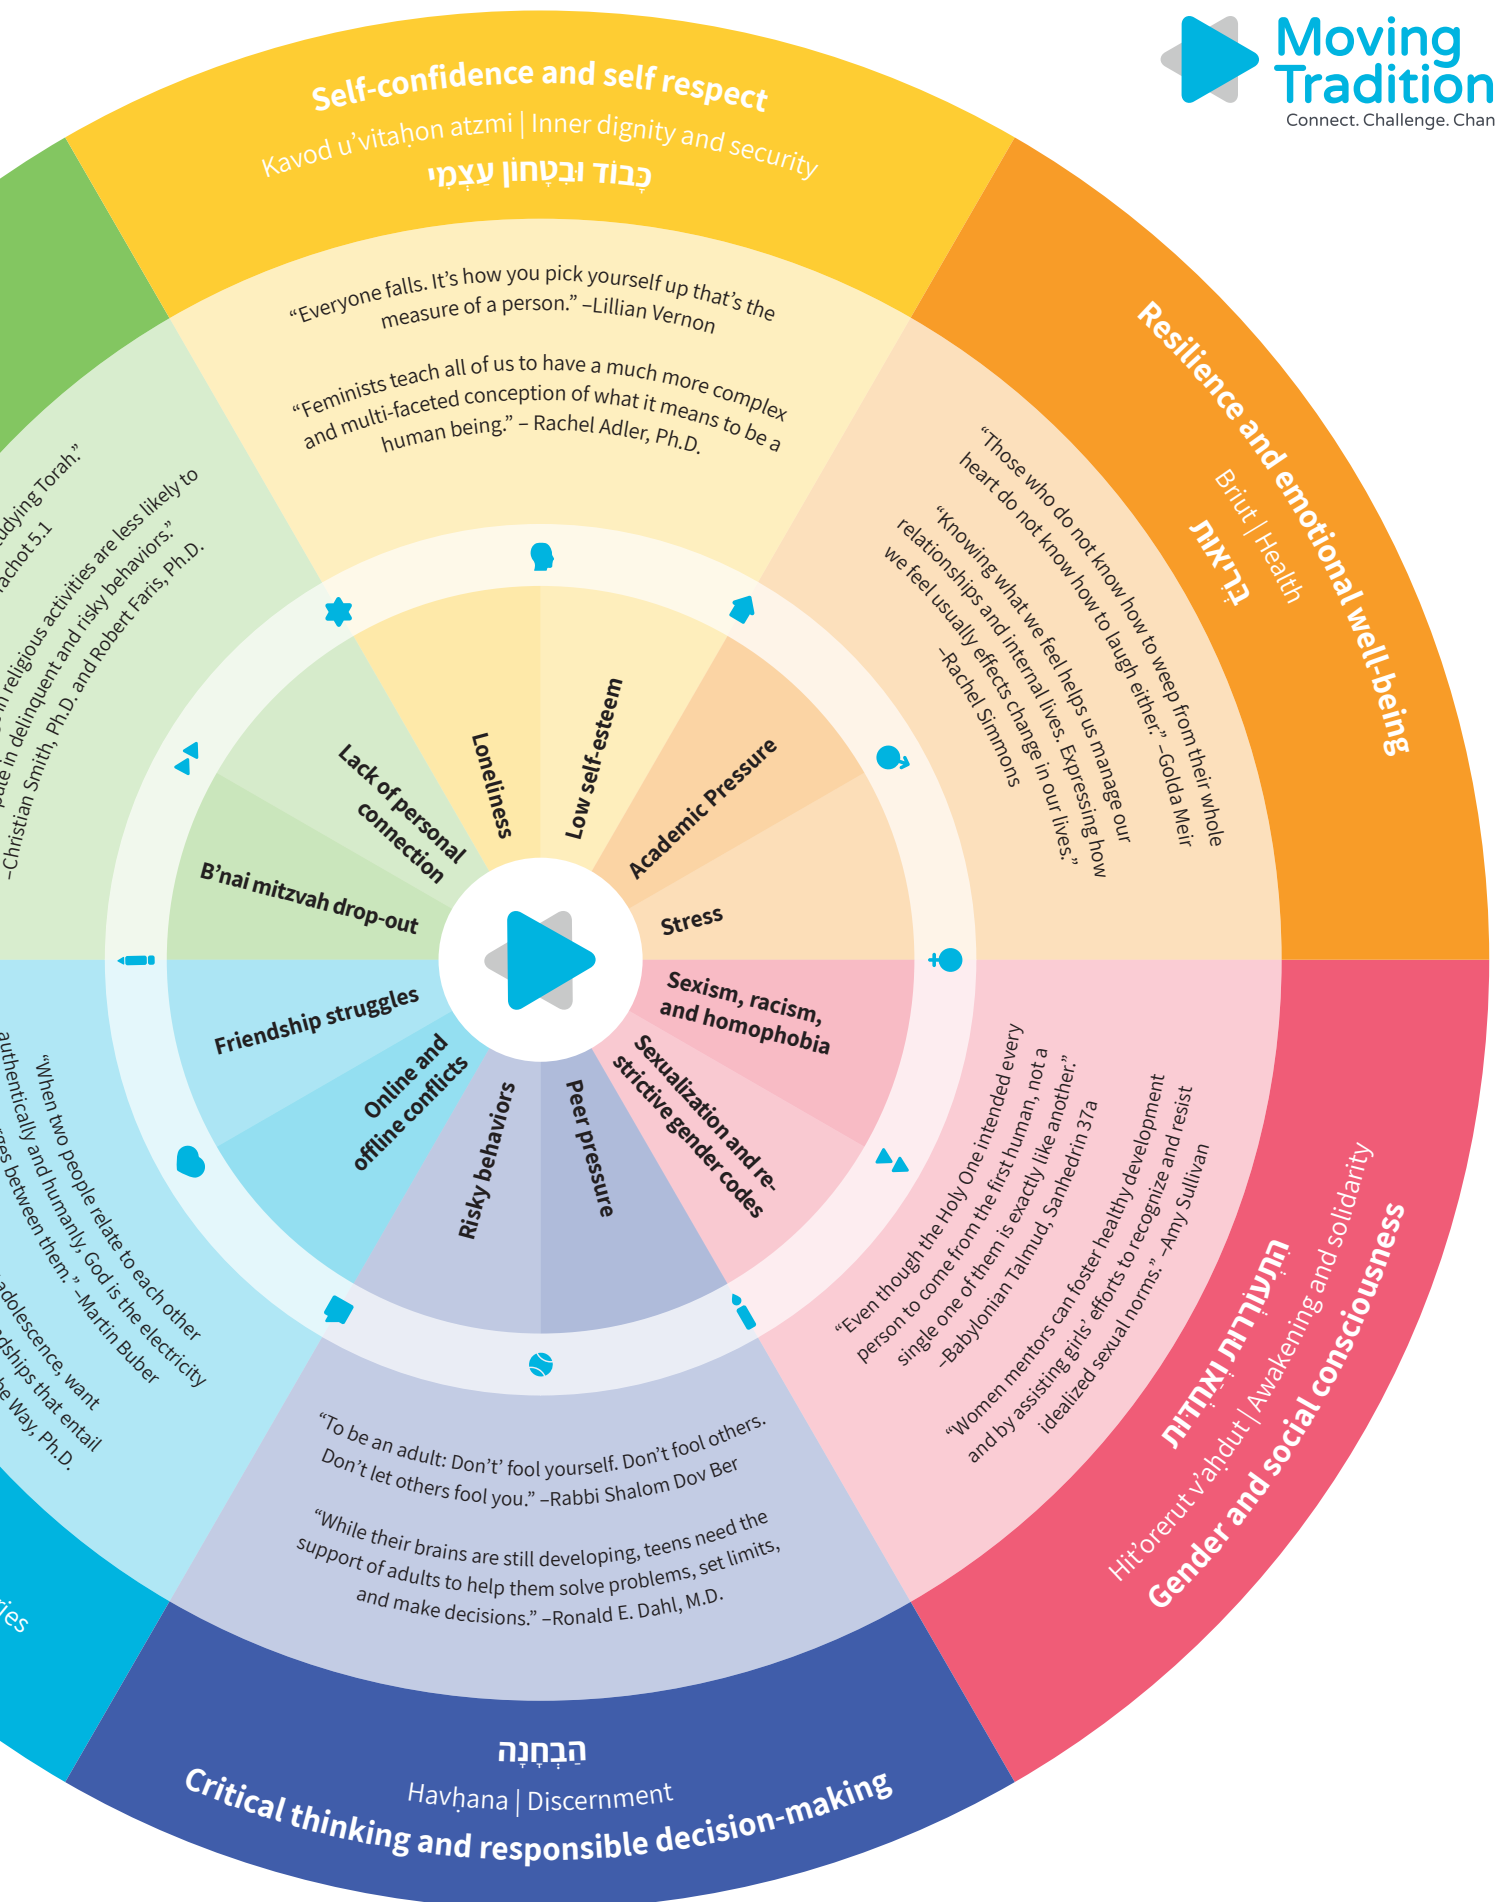 Moving
Tradition
Connect. Challenge. Chan
Self-confidence and self respect
Kavod u’vitaḥon atzmi | Inner dignity and security
כָּבוֹד וּבִטָּחוֹן עַצְמִי
“Everyone falls. It’s how you pick yourself up that’s the
measure of a person.” –Lillian Vernon
“Feminists teach all of us to have a much more complex
and multi-faceted conception of what it means to be a
human being.” – Rachel Adler, Ph.D.
Resilience and emotional well-being
Briut | Health
בְּרִיאוּת
“Those who do not know how to weep from their whole
heart do not know how to laugh either.” –Golda Meir
“Knowing what we feel helps us manage our
relationships and internal lives. Expressing how
we feel usually effects change in our lives.”
–Rachel Simmons
“Even though the Holy One intended every
person to come from the first human, not a
single one of them is exactly like another.”
–Babylonian Talmud, Sanhedrin 37a
“Women mentors can foster healthy development
and by assisting girls’ efforts to recognize and resist
idealized sexual norms.” –Amy Sullivan
הִתְעוֹרְרוּת וְאַחְדוּת
Hit’orerut v’aḥdut | Awakening and solidarity
Gender and social consciousness
“To be an adult: Don’t’ fool yourself. Don’t fool others.
Don’t let others fool you.” –Rabbi Shalom Dov Ber
“While their brains are still developing, teens need the
support of adults to help them solve problems, set limits,
and make decisions.” –Ronald E. Dahl, M.D.
הַבְחָנָה
Havḥana | Discernment
Critical thinking and responsible decision-making
“When two people relate to each other
authentically and humanly, God is the electricity
between them.” –Martin Buber
adolescence, want
that entail
Way, Ph.D.
Torah.”
5.1
in religious activities are less likely to
in delinquent and risky behaviors.”
–Christian Smith, Ph.D. and Robert Faris, Ph.D.
Loneliness
Low self-esteem
Academic Pressure
Stress
Sexism, racism,
and homophobia
Sexualization and re-
strictive gender codes
Peer pressure
Risky behaviors
Online and
offline conflicts
Friendship struggles
B’nai mitzvah drop-out
Lack of personal
connection